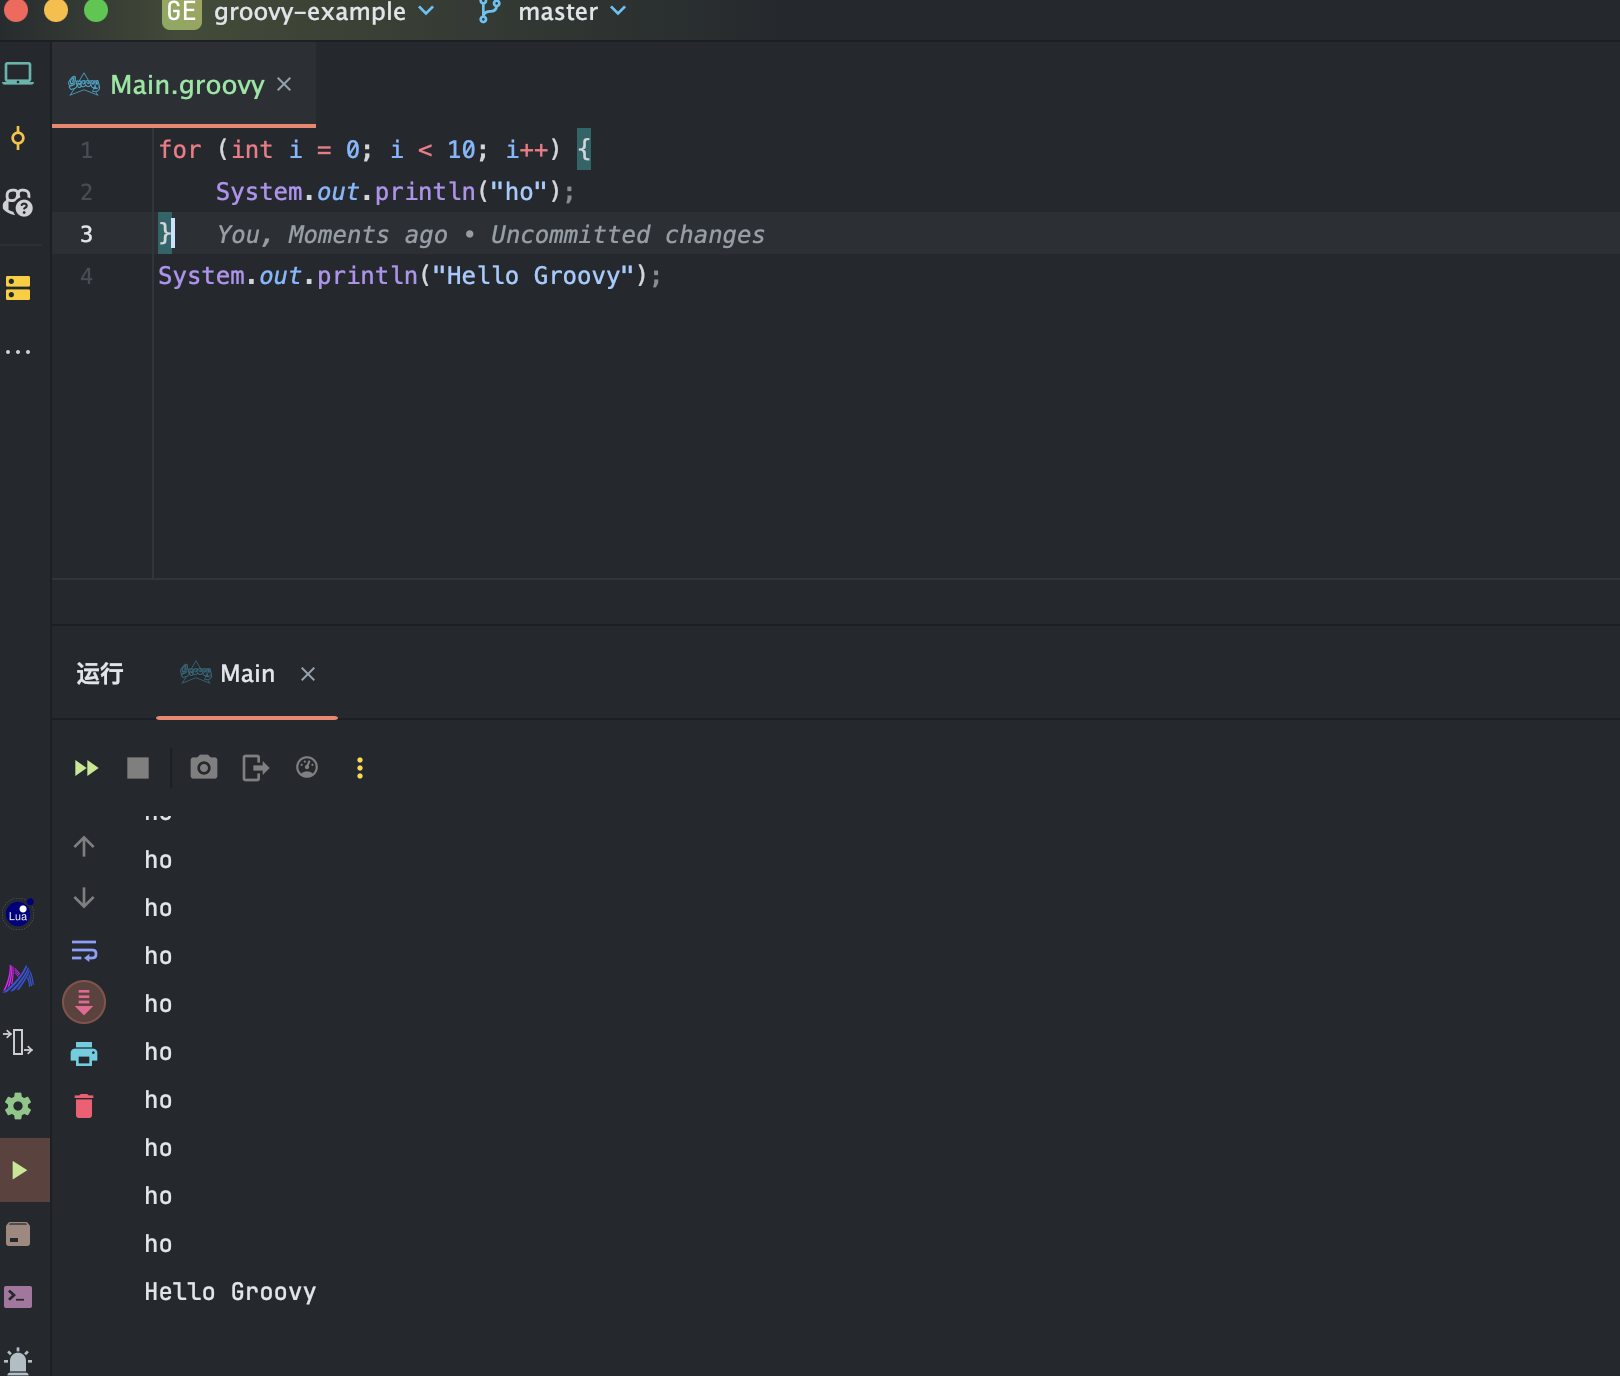 GE groovy-example master
Main.groovy
1 for (int i = 0; i < 10; i++) {
2 System.out.println("ho");
3 } You, Moments ago • Uncommitted changes
4 System.out.println("Hello Groovy");
运行 Main
ho
ho
ho
ho
ho
ho
ho
ho
ho
ho
Hello Groovy
Lua